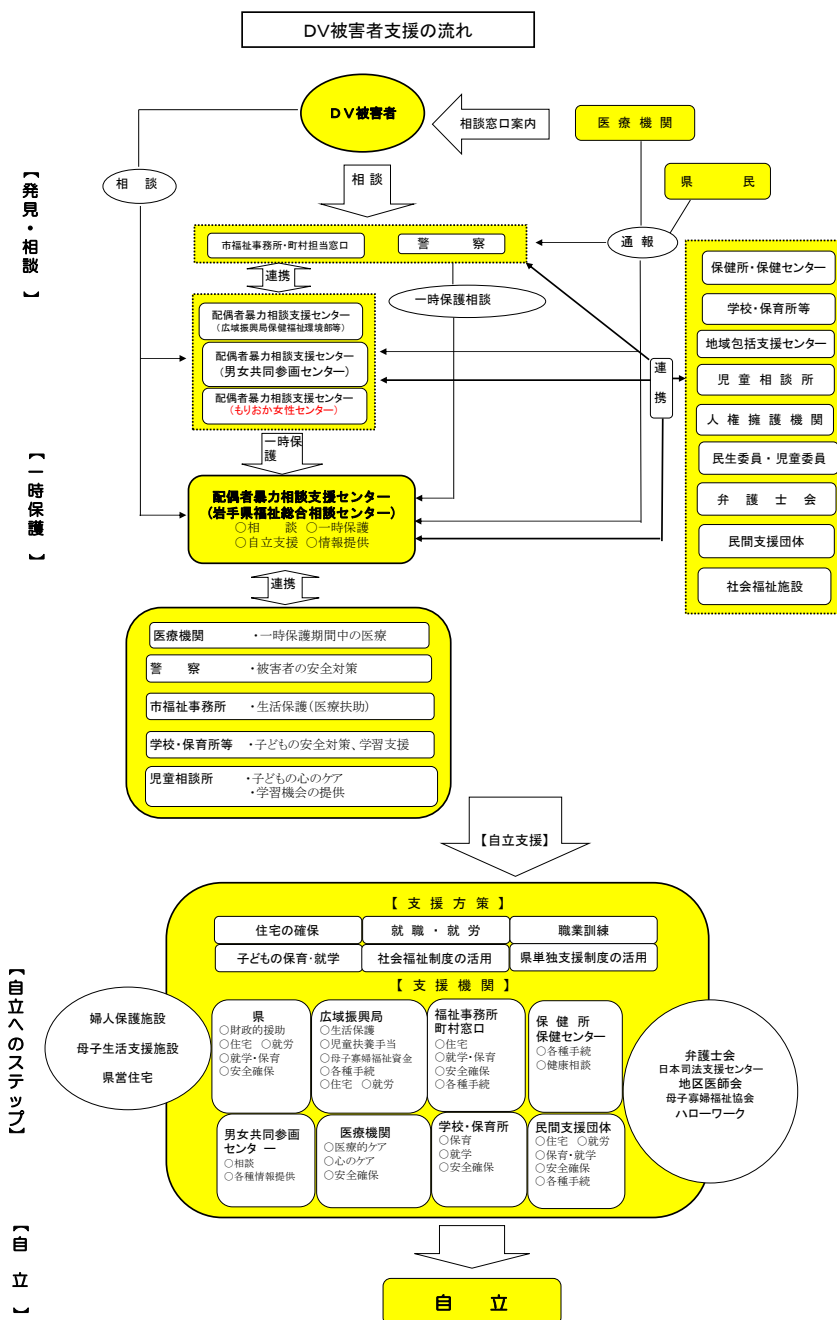 DV被害者支援の流れ
DV被害者
相談窓口案内
医 療 機 関
県 民
【発見・相談】
相 談
相 談
通 報
市福祉事務所・町村担当窓口
警 察
連携
一時保護相談
配偶者暴力相談支援センター
(広域振興局保健福祉環境部等)
配偶者暴力相談支援センター
(男女共同参画センター)
配偶者暴力相談支援センター
(もりおか女性センター)
連携
保健所・保健センター
学校・保育所等
地域包括支援センター
児 童 相 談 所
人 権 擁 護 機 関
民生委員・児童委員
弁 護 士 会
民間支援団体
社会福祉施設
【一時保護】
一時保
護
配偶者暴力相談支援センター
(岩手県福祉総合相談センター)
○相 談 ○一時保護
○自立支援 ○情報提供
連携
医療機関 ・一時保護期間中の医療
警 察 ・被害者の安全対策
市福祉事務所 ・生活保護(医療扶助)
学校・保育所等 ・子どもの安全対策、学習支援
児童相談所 ・子どもの心のケア
・学習機会の提供
【自立支援】
【自立へのステップ】
【 支 援 方 策 】
住宅の確保
就 職 ・ 就 労
職業訓練
子どもの保育・就学
社会福祉制度の活用
県単独支援制度の活用
【 支 援 機 関 】
婦人保護施設
母子生活支援施設
県営住宅
県
○財政的援助
○住宅 ○就労
○就学・保育
○安全確保
広域振興局
○生活保護
○児童扶養手当
○母子寡婦福祉資金
○各種手続
○住宅 ○就労
福祉事務所
町村窓口
○住宅
○就学・保育
○安全確保
○各種手続
保 健 所
保健センター
○各種手続
○健康相談
弁護士会
日本司法支援センター
地区医師会
母子寡婦福祉協会
ハローワーク
男女共同参画
センタ ー
○相談
○各種情報提供
医療機関
○医療的ケア
○心のケア
○安全確保
学校・保育所
○保育
○就学
○安全確保
民間支援団体
○住宅 ○就労
○保育・就学
○安全確保
○各種手続
【自 立】
自 立